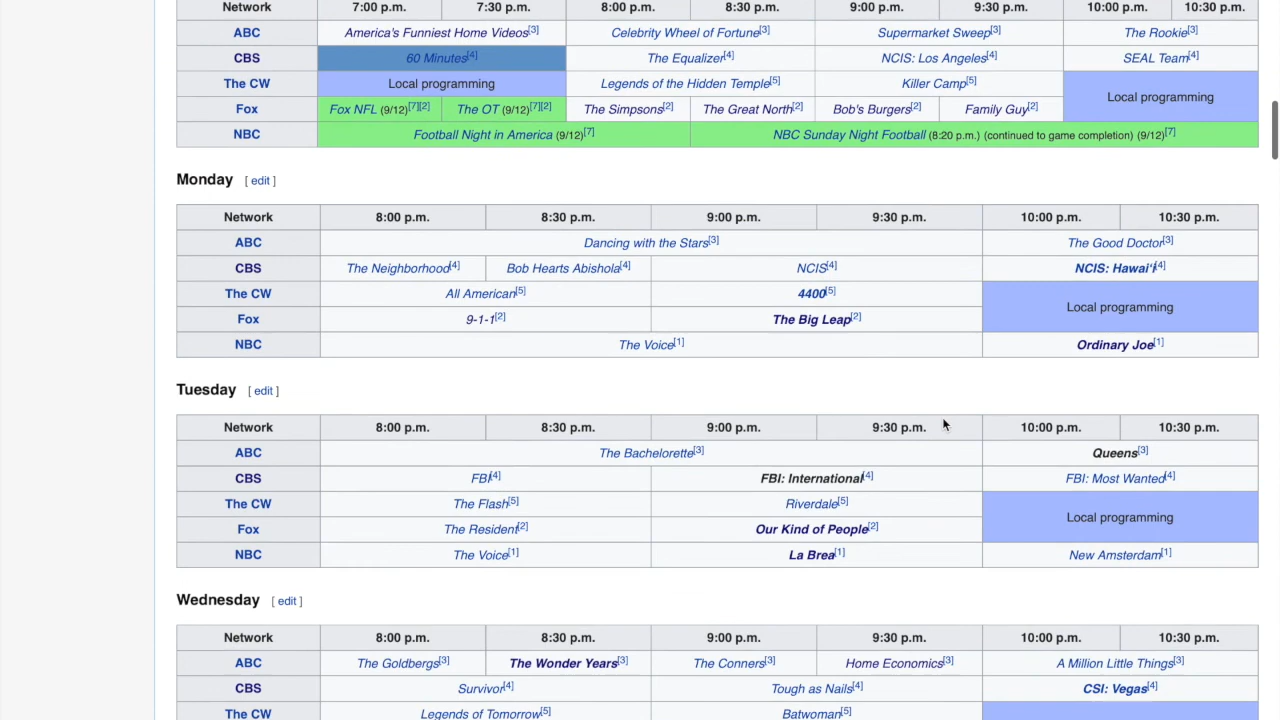 Network 7:00 p.m. 7:30 p.m. 8:00 p.m. 8:30 p.m. 9:00 p.m. 9:30 p.m. 10:00 p.m. 10:30 p.m.
ABC America's Funniest Home Videos[3] Celebrity Wheel of Fortune[3] Supermarket Sweep[3] The Rookie[3]
CBS 60 Minutes[4] The Equalizer[4] NCIS: Los Angeles[4] SEAL Team[4]
The CW Local programming Legends of the Hidden Temple[5] Killer Camp[5] Local programming
Fox Fox NFL (9/12)[7][2] The OT (9/12)[7][2] The Simpsons[2] The Great North[2] Bob's Burgers[2] Family Guy[2]
NBC Football Night in America (9/12)[7] NBC Sunday Night Football (8:20 p.m.) (continued to game completion) (9/12)[7]
Monday [ edit ]
Network 8:00 p.m. 8:30 p.m. 9:00 p.m. 9:30 p.m. 10:00 p.m. 10:30 p.m.
ABC Dancing with the Stars[3] The Good Doctor[3]
CBS The Neighborhood[4] Bob Hearts Abishola[4] NCIS[4] NCIS: Hawaiʻi[4]
The CW All American[5] 4400[5] Local programming
Fox 9-1-1[2] The Big Leap[2]
NBC The Voice[1] Ordinary Joe[1]
Tuesday [ edit ]
Network 8:00 p.m. 8:30 p.m. 9:00 p.m. 9:30 p.m. 10:00 p.m. 10:30 p.m.
ABC The Bachelorette[3] Queens[3]
CBS FBI[4] FBI: International[4] FBI: Most Wanted[4]
The CW The Flash[5] Riverdale[5] Local programming
Fox The Resident[2] Our Kind of People[2]
NBC The Voice[1] La Brea[1] New Amsterdam[1]
Wednesday [ edit ]
Network 8:00 p.m. 8:30 p.m. 9:00 p.m. 9:30 p.m. 10:00 p.m. 10:30 p.m.
ABC The Goldbergs[3] The Wonder Years[3] The Conners[3] Home Economics[3] A Million Little Things[3]
CBS Survivor[4] Tough as Nails[4] CSI: Vegas[4]
The CW Legends of Tomorrow[5] Batwoman[5]